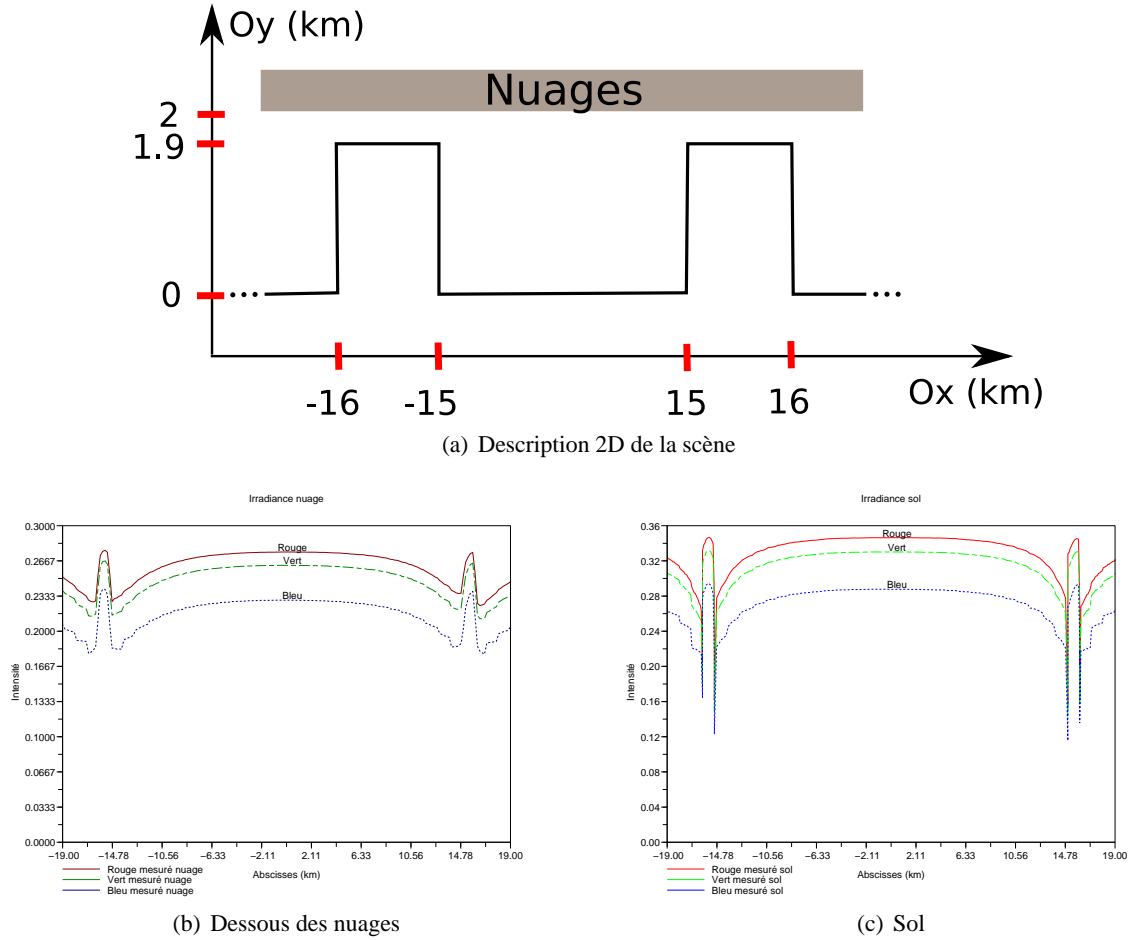 Oy (km)
Nuages
2
1.9
0
-16
-15
15
16
Ox (km)
(a) Description 2D de la scène
Irradiance nuage
0.3000
0.2667
0.2333
0.2000
0.1667
0.1333
0.1000
0.0667
0.0333
0.0000
Intensité
Rouge
Vert
Bleu
−19.00 −14.78 −10.56 −6.33 −2.11 2.11 6.33 10.56 14.78 19.00
Abscisses (km)
Rouge mesuré nuage
Vert mesuré nuage
Bleu mesuré nuage
(b) Dessous des nuages
Irradiance sol
0.36
0.32
0.28
0.24
0.20
0.16
0.12
0.08
0.04
0.00
Intensité
Rouge
Vert
Bleu
−19.00 −14.78 −10.56 −6.33 −2.11 2.11 6.33 10.56 14.78 19.00
Abscisses (km)
Rouge mesuré sol
Vert mesuré sol
Bleu mesuré sol
(c) Sol